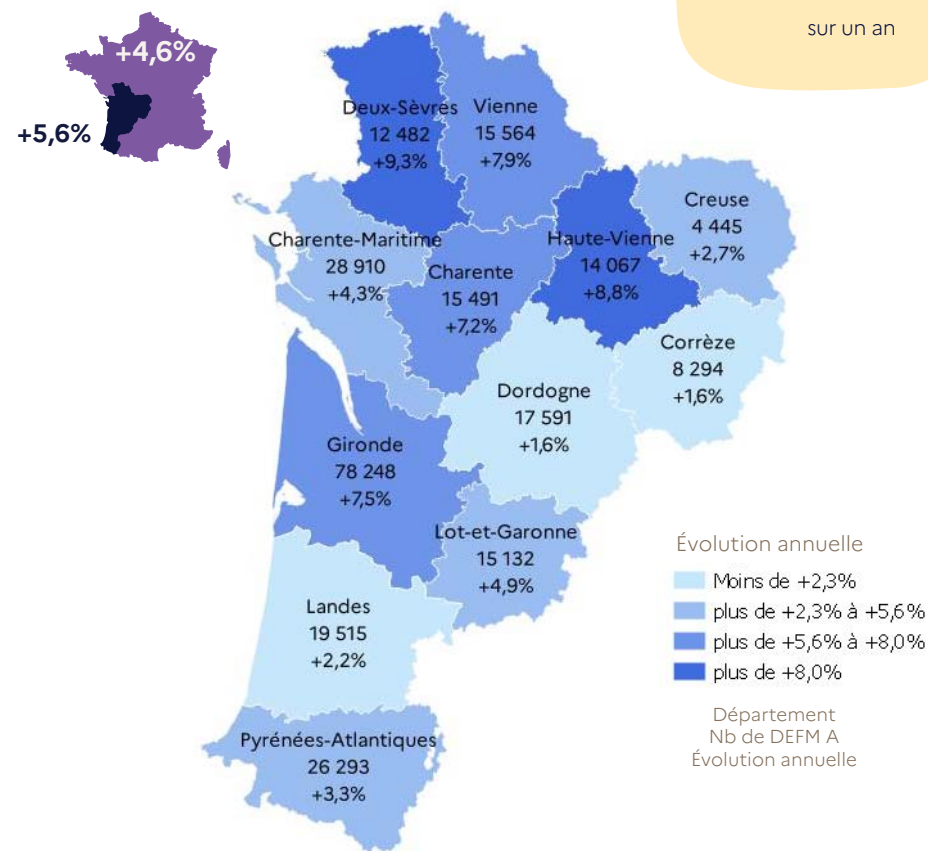 sur un an
+4,6%
+5,6%
Deux-Sèvres
12 482
+9,3%
Vienne
15 564
+7,9%
Creuse
4 445
+2,7%
Charente-Maritime
28 910
+4,3%
Charente
15 491
+7,2%
Haute-Vienne
14 067
+8,8%
Corrèze
8 294
+1,6%
Dordogne
17 591
+1,6%
Gironde
78 248
+7,5%
Lot-et-Garonne
15 132
+4,9%
Landes
19 515
+2,2%
Pyrénées-Atlantiques
26 293
+3,3%
Évolution annuelle
Moins de +2,3%
plus de +2,3% à +5,6%
plus de +5,6% à +8,0%
plus de +8,0%
Département
Nb de DEFM A
Évolution annuelle